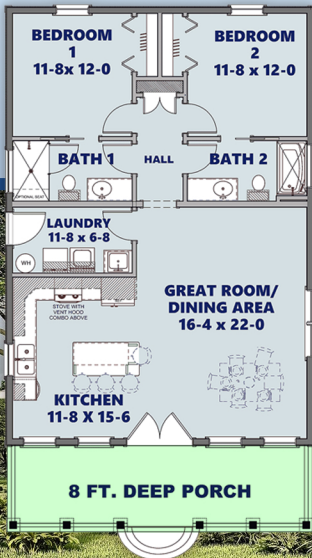 BEDROOM
1
11-8x 12-0
BEDROOM
2
11-8 x 12-0
BATH 1
HALL
BATH 2
OPTIONAL SEAT
LAUNDRY
11-8 x 6-8
WH
STOVE WITH
VENT HOOD
COMBO ABOVE
GREAT ROOM/
DINING AREA
16-4 x 22-0
KITCHEN
11-8 X 15-6
8 FT. DEEP PORCH